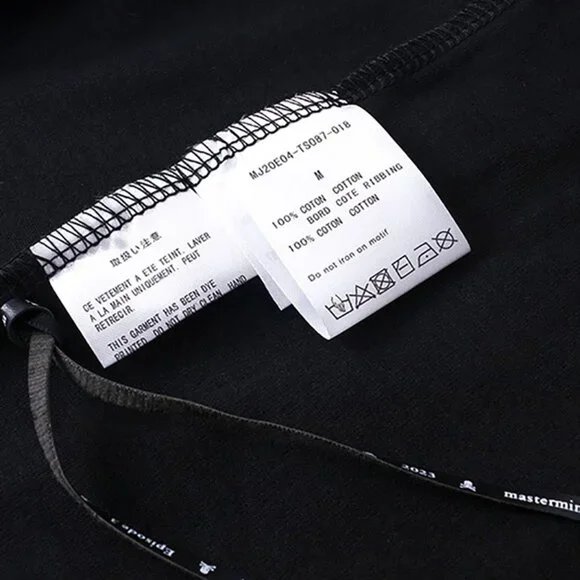 MJ20E04-TS087-018
M
100% COTON COTTON
BORD COTE RIBBING
100% COTON COTTON
Do not iron on motif
取扱い注意
CE VETEMENT A ETE TEINT. LAVER
A LA MAIN UNIQUEMENT. PEUT
RETRECIR.
THIS GARMENT HAS BEEN DYE
PRINTED. DO NOT DRY CLEAN. HAND
2023
mastermin
Episode 3